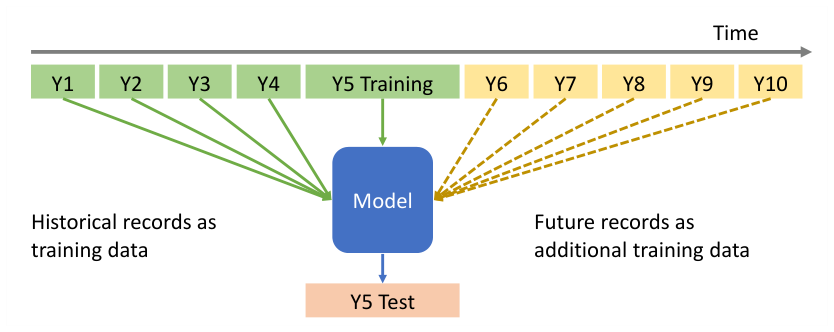 Time
Y1 Y2 Y3 Y4 Y5 Training Y6 Y7 Y8 Y9 Y10
Model
Historical records as
training data
Future records as
additional training data
Y5 Test